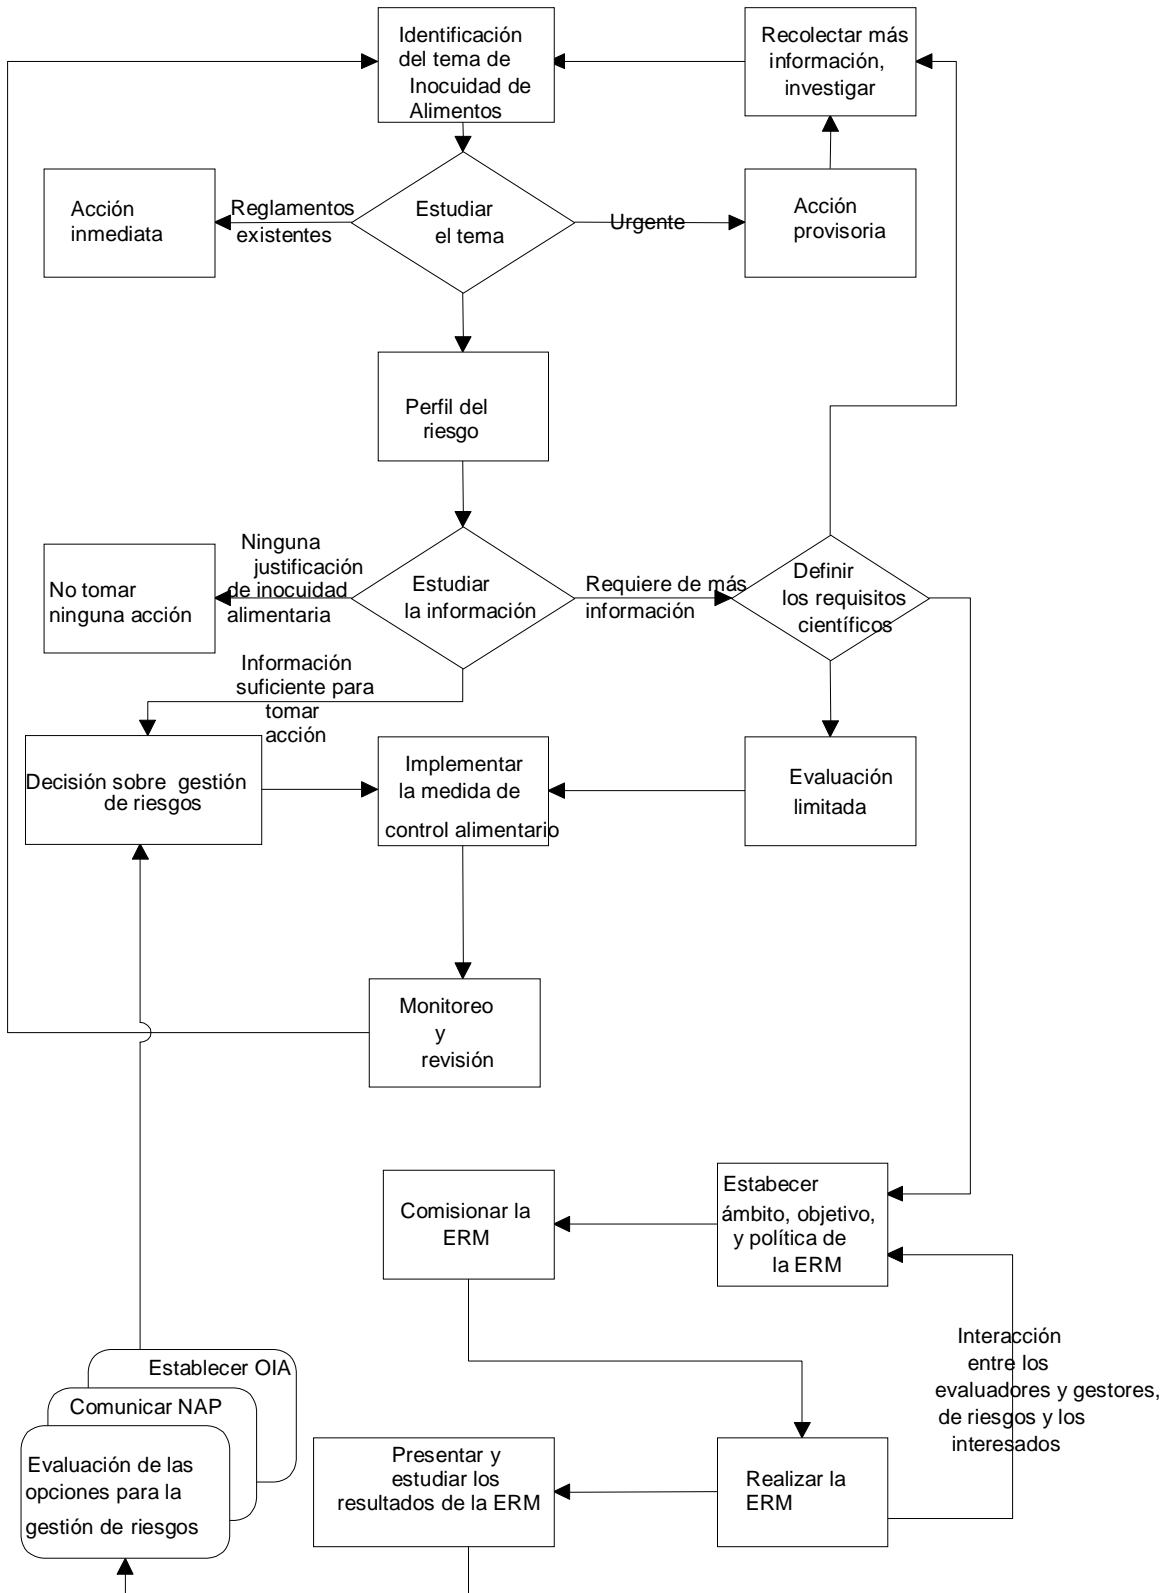 Identificación
del tema de
Inocuidad de
Alimentos
Recolectar más
información,
investigar
Acción
inmediata
Reglamentos
existentes
Estudiar
el tema
Urgente
Acción
provisoria
Perfil del
riesgo
No tomar
ninguna acción
Ninguna
justificación
de inocuidad
alimentaria
Estudiar
la información
Requiere de más
información
Definir
los requisitos
científicos
Información
suficiente para
tomar
acción
Decisión sobre gestión
de riesgos
Implementar
la medida de
control alimentario
Evaluación
limitada
Monitoreo
y
revisión
Comisionar la
ERM
Estabecer
ámbito, objetivo,
y política de
la ERM
Interacción
entre los
evaluadores y gestores,
de riesgos y los
interesados
Establecer OIA
Comunicar NAP
Evaluación de las
opciones para la
gestión de riesgos
Presentar y
estudiar los
resultados de la ERM
Realizar la
ERM